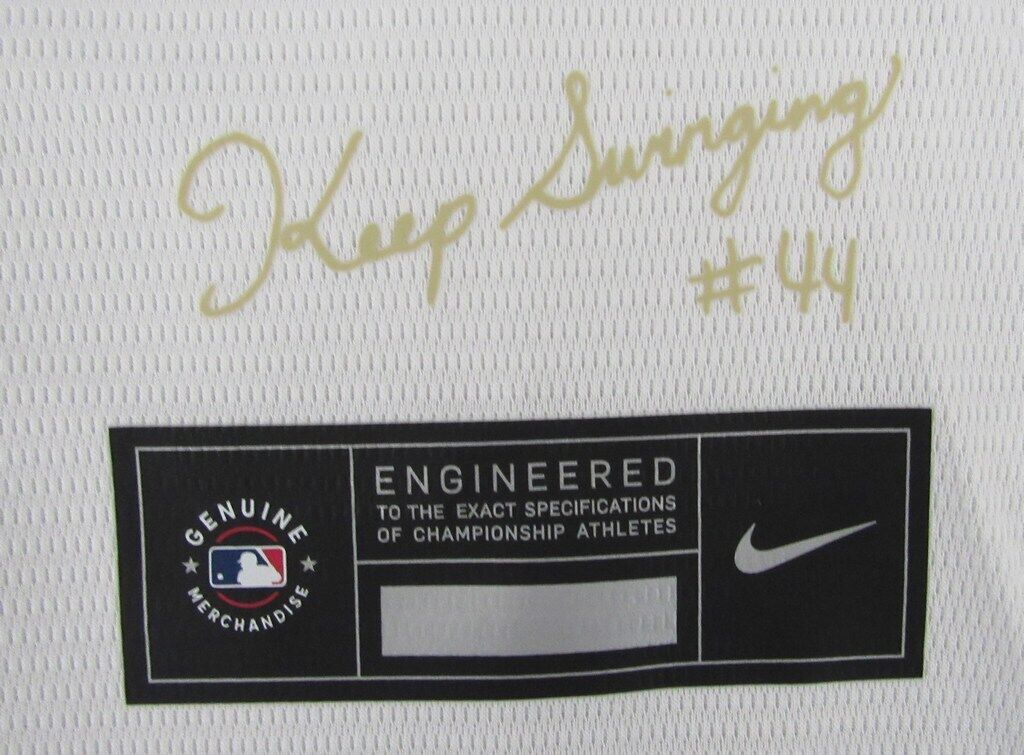 Keep Swinging
#44
GENUINE
MERCHANDISE
ENGINEERED
TO THE EXACT SPECIFICATIONS
OF CHAMPIONSHIP ATHLETES